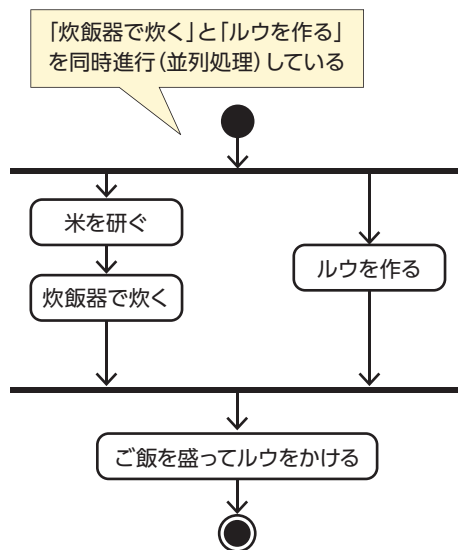 「炊飯器で炊く」と「ルウを作る」
を同時進行（並列処理）している
米を研ぐ
炊飯器で炊く
ルウを作る
ご飯を盛ってルウをかける